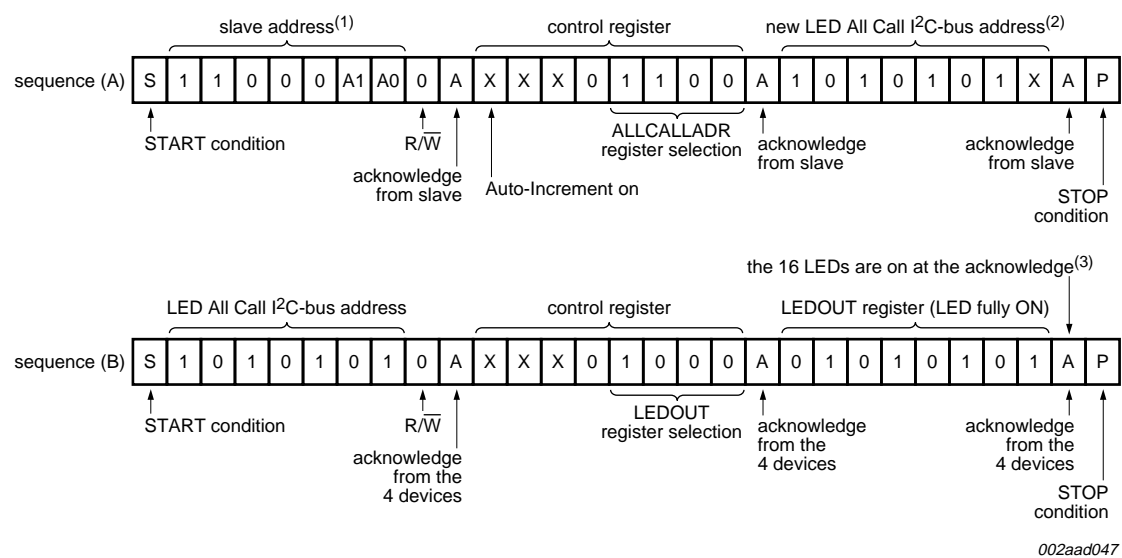 slave address(1) control register new LED All Call I2C-bus address(2)
sequence (A) S 1 1 0 0 0 A1 A0 0 A X X X 0 1 1 0 0 A 1 0 1 0 1 0 1 X A P
START condition R/W ALLCALLADR register selection acknowledge from slave acknowledge from slave
acknowledge from slave Auto-Increment on STOP condition
the 16 LEDs are on at the acknowledge(3)
LED All Call I2C-bus address control register LEDOUT register (LED fully ON)
sequence (B) S 1 0 1 0 1 0 1 0 A X X X 0 1 0 0 0 A 0 1 0 1 0 1 0 1 A P
START condition R/W LEDOUT register selection acknowledge from the 4 devices acknowledge from the 4 devices
acknowledge from the 4 devices STOP condition
002aad047